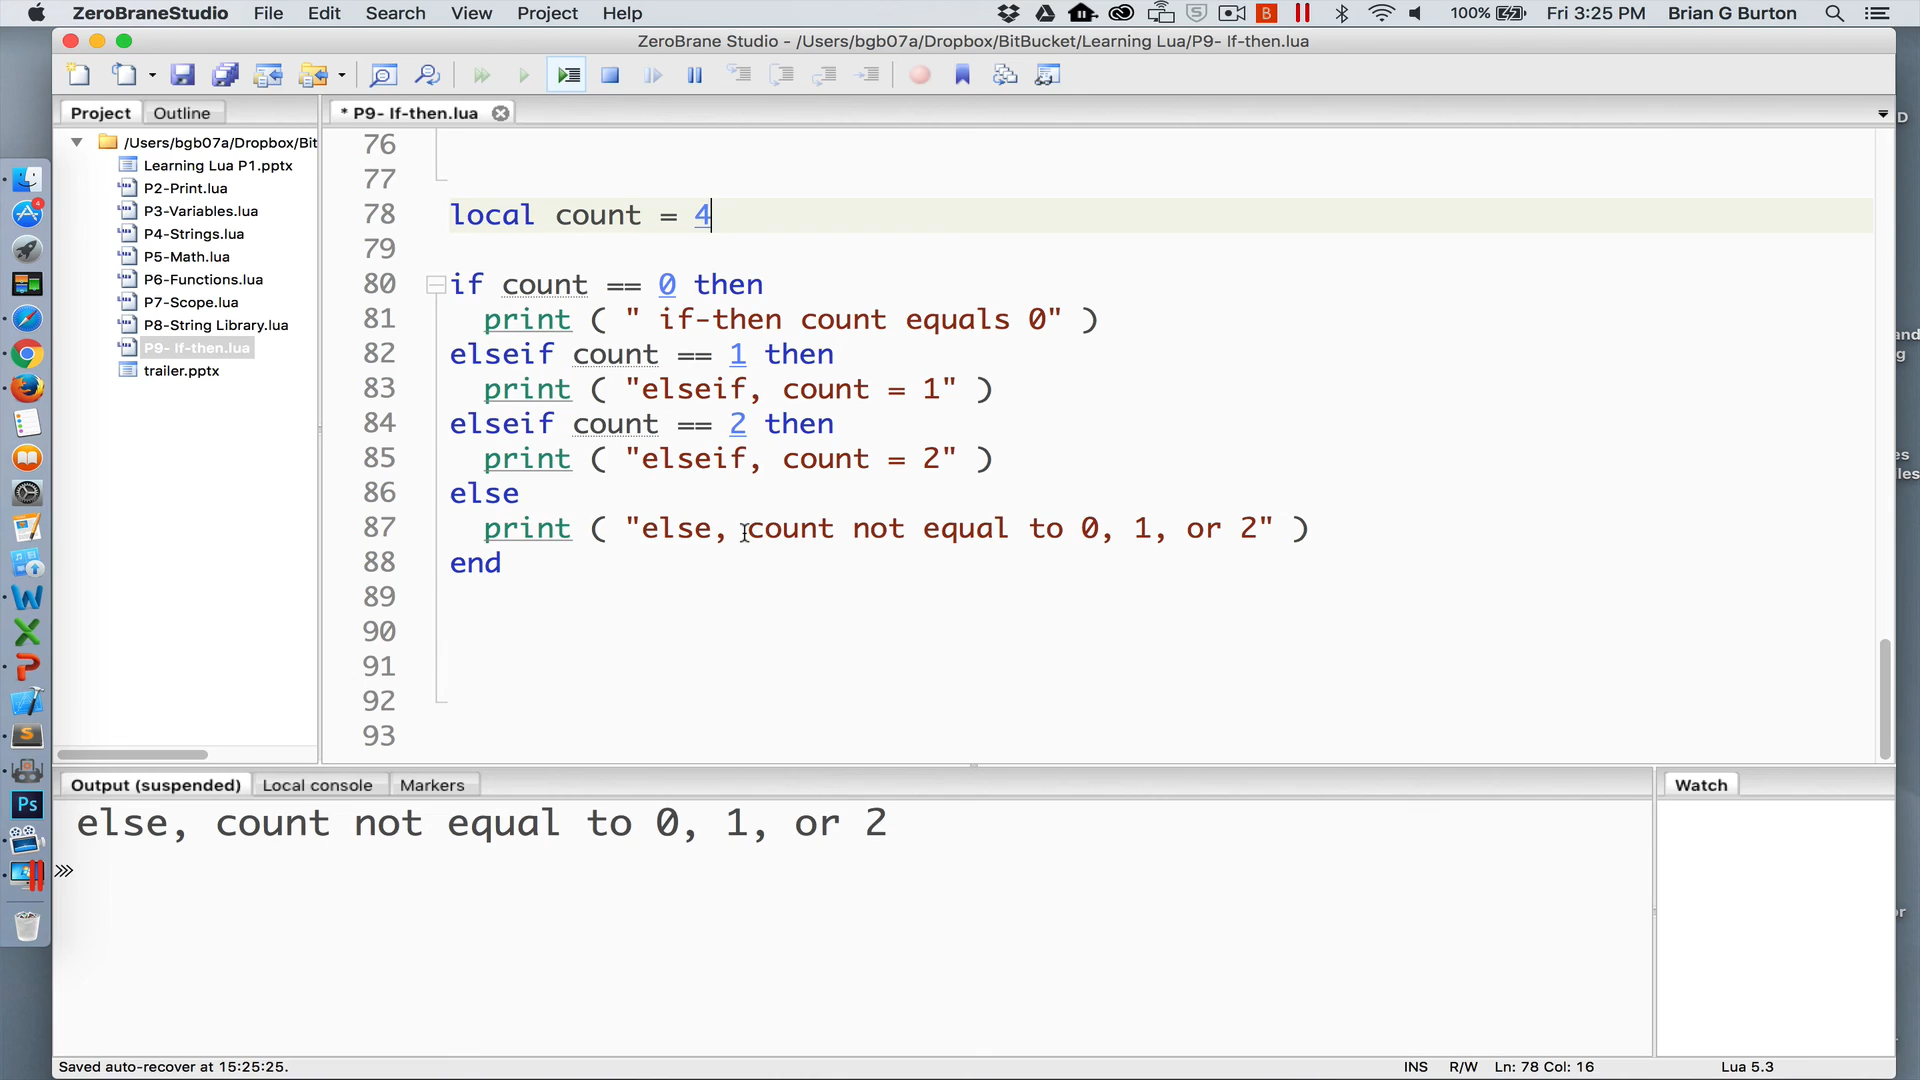 ZeroBraneStudio File Edit Search View Project Help 100% Fri 3:25 PM Brian G Burton
ZeroBrane Studio - /Users/bgb07a/Dropbox/BitBucket/Learning Lua/P9- If-then.lua
Project Outline * P9- If-then.lua
/Users/bgb07a/Dropbox/Bit
Learning Lua P1.pptx
P2-Print.lua
P3-Variables.lua
P4-Strings.lua
P5-Math.lua
P6-Functions.lua
P7-Scope.lua
P8-String Library.lua
P9- If-then.lua
trailer.pptx
76
77
78 local count = 4
79
80 if count == 0 then
81 print ( " if-then count equals 0" )
82 elseif count == 1 then
83 print ( "elseif, count = 1" )
84 elseif count == 2 then
85 print ( "elseif, count = 2" )
86 else
87 print ( "else, count not equal to 0, 1, or 2" )
88 end
89
90
91
92
93
Output (suspended) Local console Markers Watch
else, count not equal to 0, 1, or 2
Saved auto-recover at 15:25:25. INS R/W Ln: 78 Col: 16 Lua 5.3